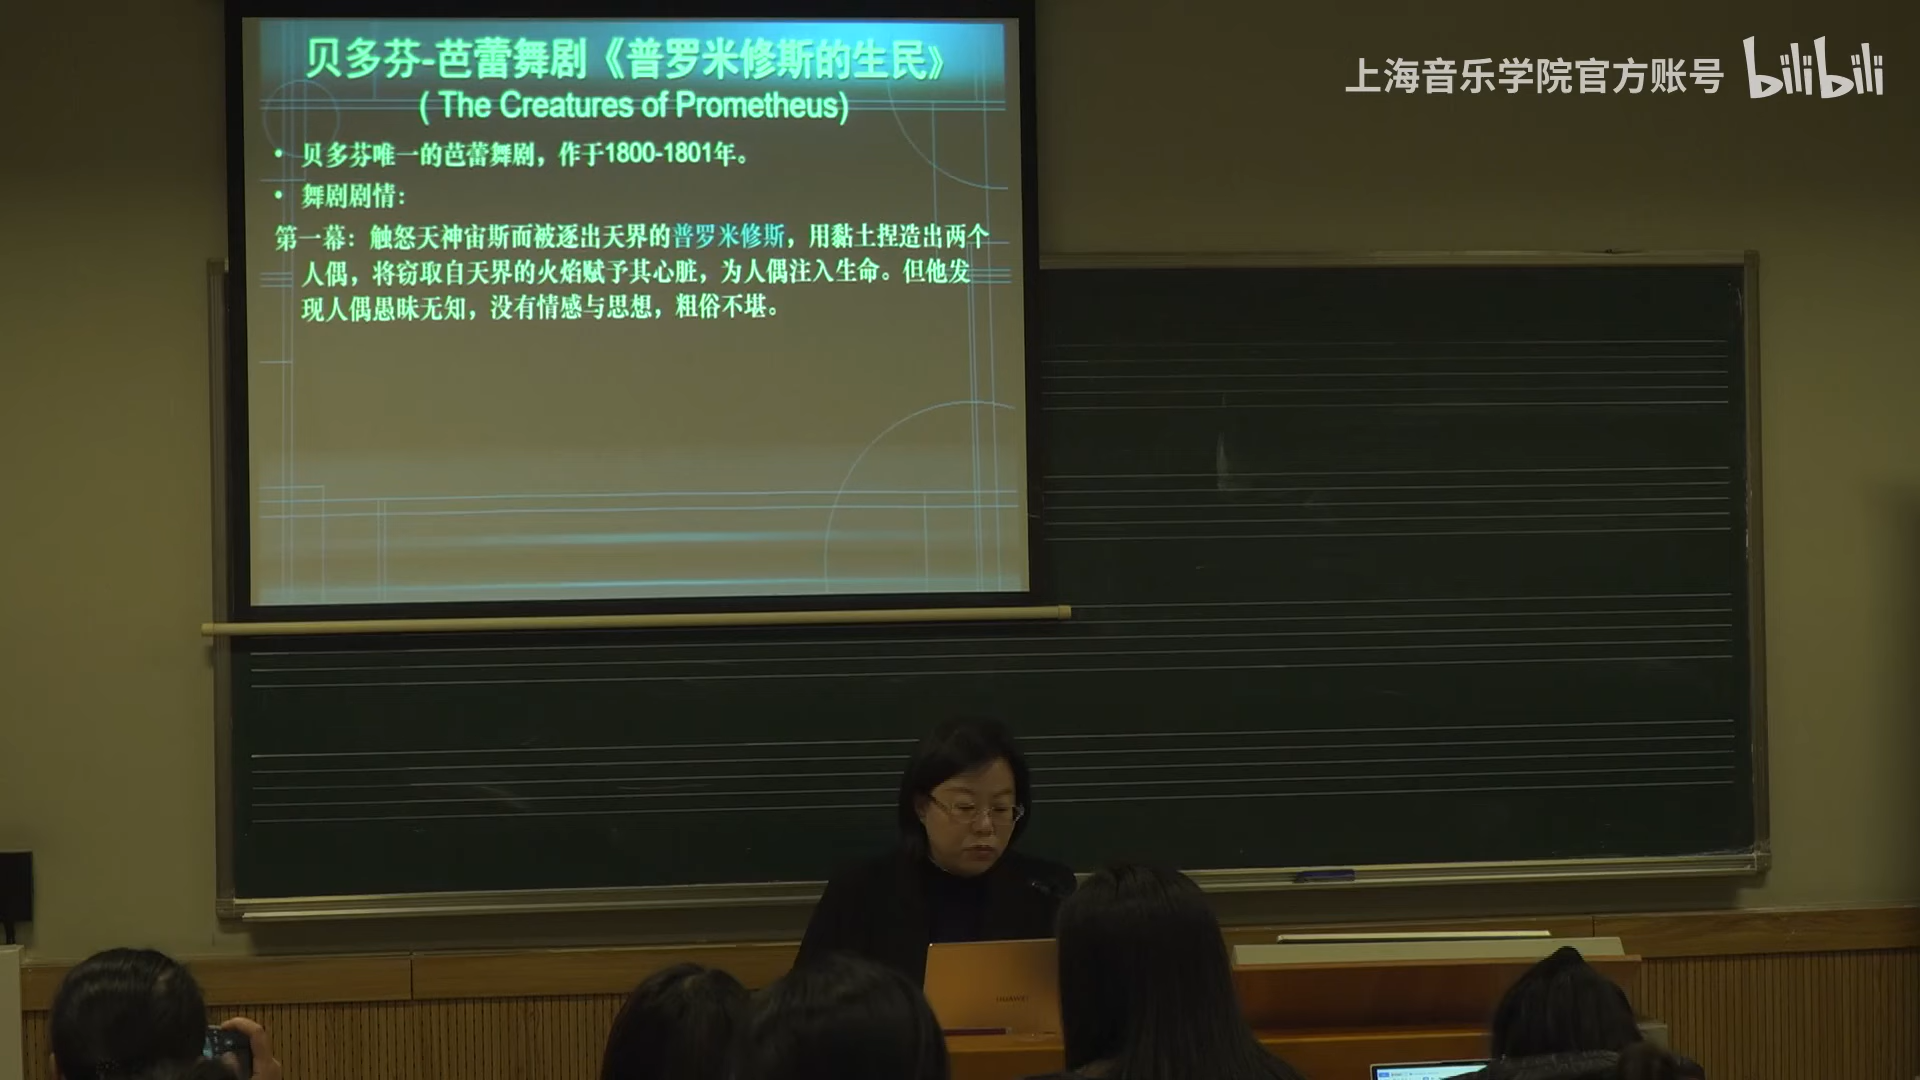 贝多芬-芭蕾舞剧《普罗米修斯的生民》
( The Creatures of Prometheus)
• 贝多芬唯一的芭蕾舞剧，作于1800-1801年。
• 舞剧剧情：
第一幕：触怒天神宙斯而被逐出天界的普罗米修斯，用黏土捏造出两个
人偶，将窃取自天界的火焰赋予其心脏，为人偶注入生命。但他发
现人偶愚昧无知，没有情感与思想，粗俗不堪。
上海音乐学院官方账号 bilibili
HUAWEI